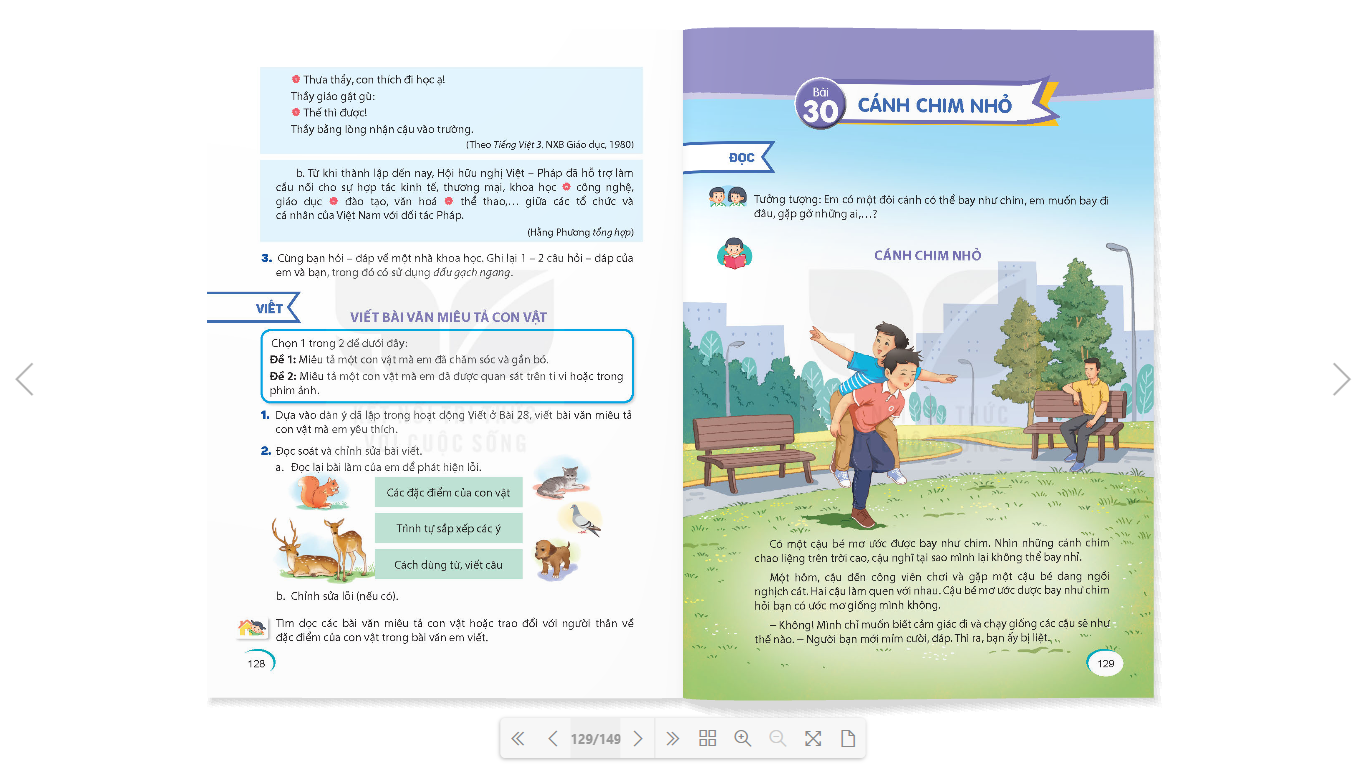 Thưa thầy, con thích đi học ạ!
Thầy giáo gật gù:
Thế thì được!
Thầy bằng lòng nhận cậu vào trường.
(Theo Tiếng Việt 3, NXB Giáo dục, 1980)
b. Từ khi thành lập đến nay, Hội hữu nghị Việt – Pháp đã hỗ trợ làm
cầu nối cho sự hợp tác kinh tế, thương mại, khoa học công nghệ,
giáo dục đào tạo, văn hoá thể thao,... giữa các tổ chức và
cá nhân của Việt Nam với đối tác Pháp.
(Hằng Phương tổng hợp)
3. Cùng bạn hỏi – đáp về một nhà khoa học. Ghi lại 1 – 2 câu hỏi – đáp của
em và bạn, trong đó có sử dụng dấu gạch ngang.
VIẾT
VIẾT BÀI VĂN MIÊU TẢ CON VẬT
Chọn 1 trong 2 đề dưới đây:
Đề 1: Miêu tả một con vật mà em đã chăm sóc và gắn bó.
Đề 2: Miêu tả một con vật mà em đã được quan sát trên ti vi hoặc trong
phim ảnh.
1. Dựa vào dàn ý đã lập trong hoạt động Viết ở Bài 28, viết bài văn miêu tả
con vật mà em yêu thích.
2. Đọc soát và chỉnh sửa bài viết.
a. Đọc lại bài làm của em để phát hiện lỗi.
Các đặc điểm của con vật
Trình tự sắp xếp các ý
Cách dùng từ, viết câu
b. Chỉnh sửa lỗi (nếu có).
Tìm đọc các bài văn miêu tả con vật hoặc trao đổi với người thân về
đặc điểm của con vật trong bài văn em viết.
128
CUỘC SỐNG
Bài
30
CÁNH CHIM NHỎ
ĐỌC
Tưởng tượng: Em có một đôi cánh có thể bay như chim, em muốn bay đi
đâu, gặp gỡ những ai,...?
CÁNH CHIM NHỎ
THỨC
CUỘC SỐNG
Có một cậu bé mơ ước được bay như chim. Nhìn những cánh chim
chao liệng trên trời cao, cậu nghĩ tại sao mình lại không thể bay nhỉ.
Một hôm, cậu đến công viên chơi và gặp một cậu bé đang ngồi
nghịch cát. Hai cậu làm quen với nhau. Cậu bé mơ ước được bay như chim
hỏi bạn có ước mơ giống mình không.
– Không! Mình chỉ muốn biết cảm giác đi và chạy giống các cậu sẽ như
thế nào. – Người bạn mới mỉm cười, đáp. Thì ra, bạn ấy bị liệt.
129
129/149